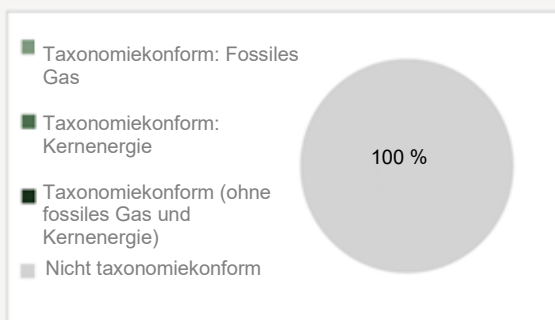 Taxonomiekonform: Fossiles
Gas
Taxonomiekonform:
Kernenergie
Taxonomiekonform (ohne
fossiles Gas und
Kernenergie)
Nicht taxonomiekonform
100 %